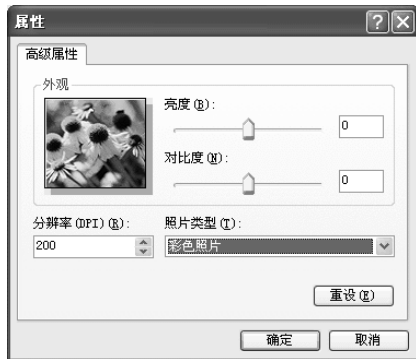 属性
高级属性
外观
亮度(B):
0
对比度(N):
0
分辨率(DPI)(R): 照片类型(T):
200 彩色照片
重设(E)
确定 取消